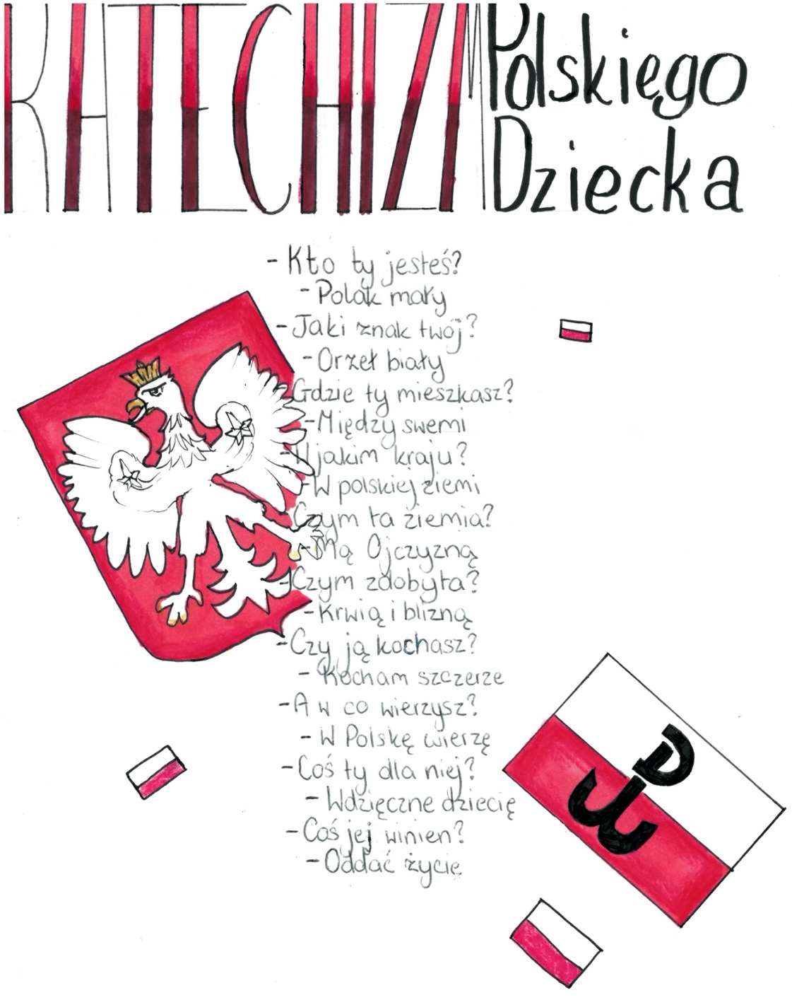 KATECHIZM Polskiego Dziecka
- Kto ty jesteś?
- Polak mały
- Jaki znak twój?
- Orzeł biały
Gdzie ty mieszkasz?
- Między swemi
- W jakim kraju?
- W polskiej ziemi
Czym ta ziemia?
- Mą Ojczyzną
- Czym zdobyta?
- Krwią i blizną
- Czy ją kochasz?
- Kocham szczerze
- A w co wierzysz?
- W Polskę wierzę
- Coś ty dla niej?
- Wdzięczne dziecię
- Coś jej winien?
- Oddać życie